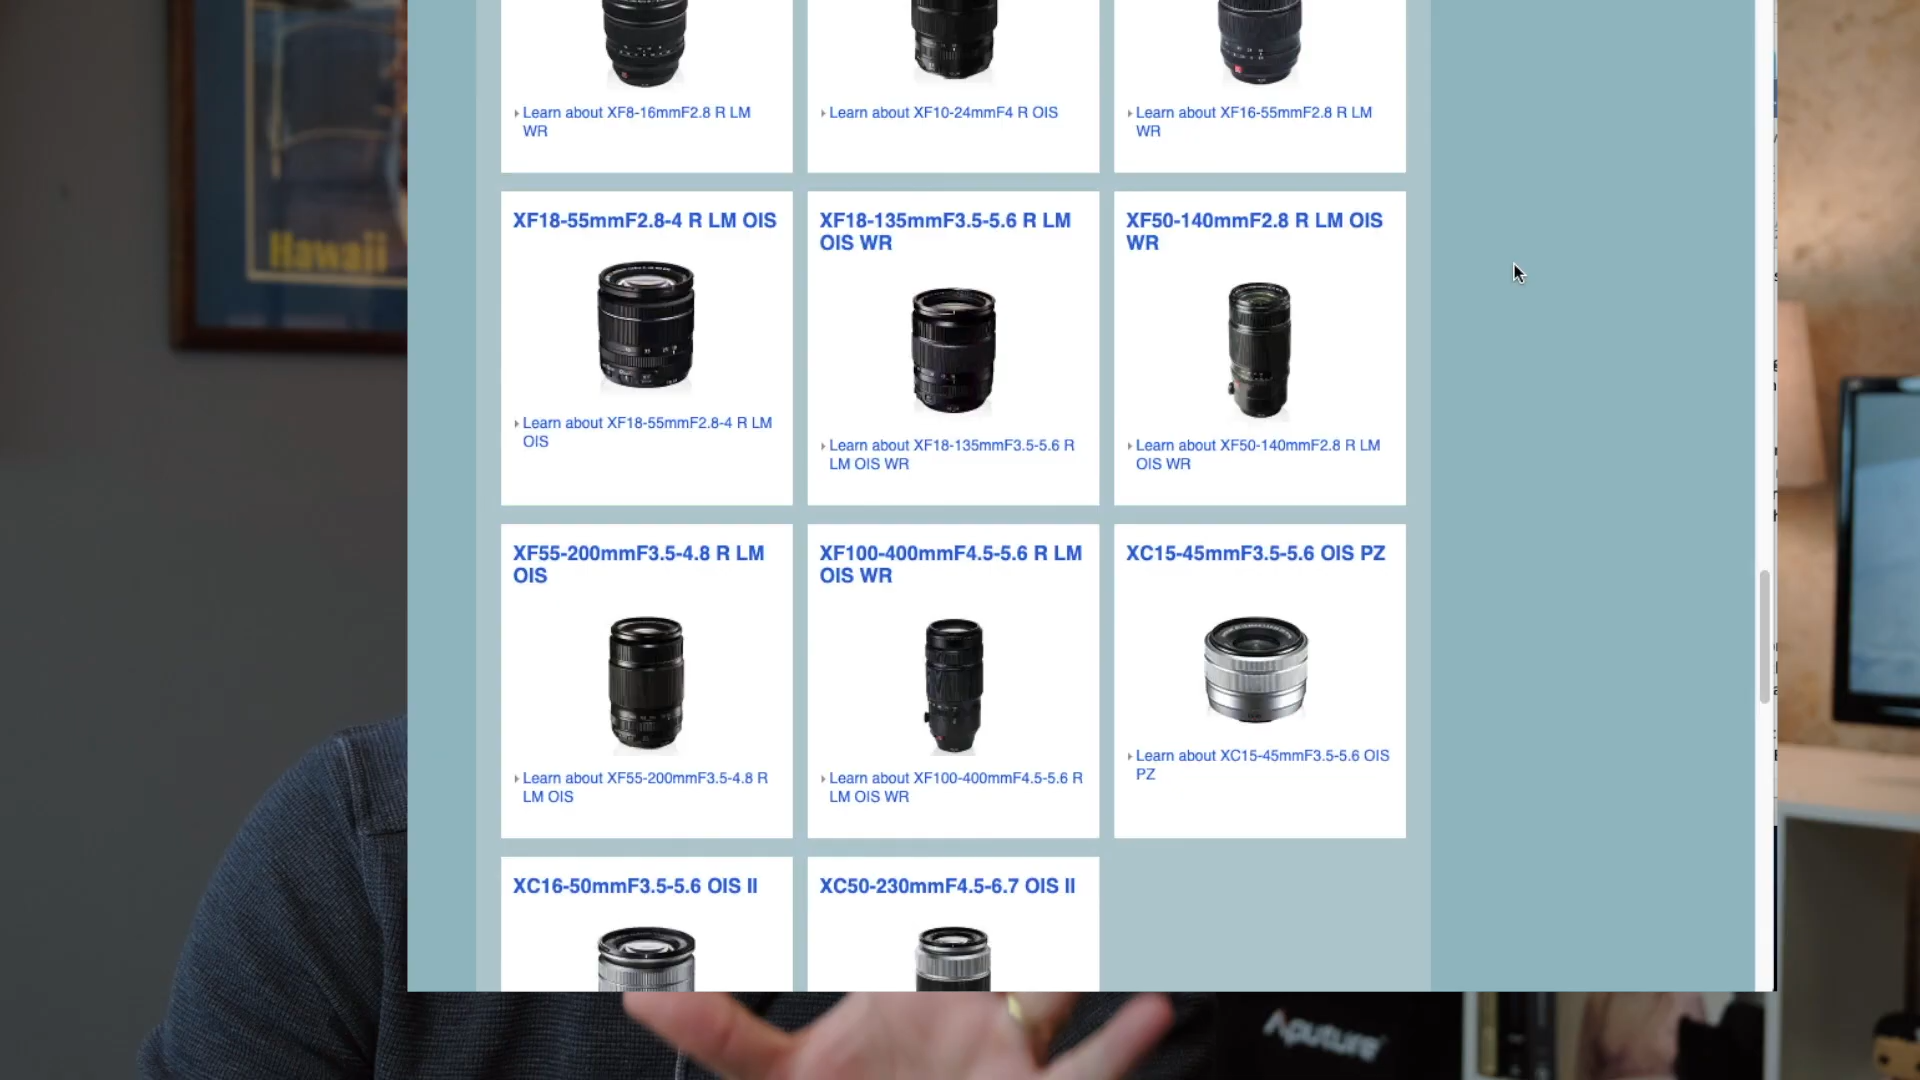 Learn about XF8-16mmF2.8 R LM
WR
Learn about XF10-24mmF4 R OIS
Learn about XF16-55mmF2.8 R LM
WR
XF18-55mmF2.8-4 R LM OIS
Learn about XF18-55mmF2.8-4 R LM
OIS
XF18-135mmF3.5-5.6 R LM
OIS WR
Learn about XF18-135mmF3.5-5.6 R
LM OIS WR
XF50-140mmF2.8 R LM OIS
WR
Learn about XF50-140mmF2.8 R LM
OIS WR
XF55-200mmF3.5-4.8 R LM
OIS
Learn about XF55-200mmF3.5-4.8 R
LM OIS
XF100-400mmF4.5-5.6 R LM
OIS WR
Learn about XF100-400mmF4.5-5.6 R
LM OIS WR
XC15-45mmF3.5-5.6 OIS PZ
Learn about XC15-45mmF3.5-5.6 OIS
PZ
XC16-50mmF3.5-5.6 OIS II
XC50-230mmF4.5-6.7 OIS II
Hawaii
Aputure